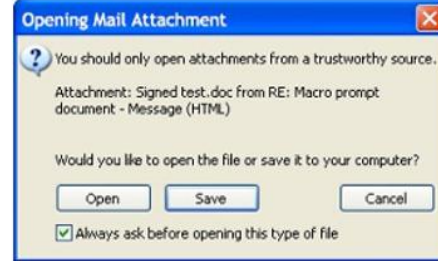 Opening Mail Attachment
You should only open attachments from a trustworthy source.
Attachment: Signed test.doc from RE: Macro prompt
document - Message (HTML)
Would you like to open the file or save it to your computer?
Open Save Cancel
Always ask before opening this type of file